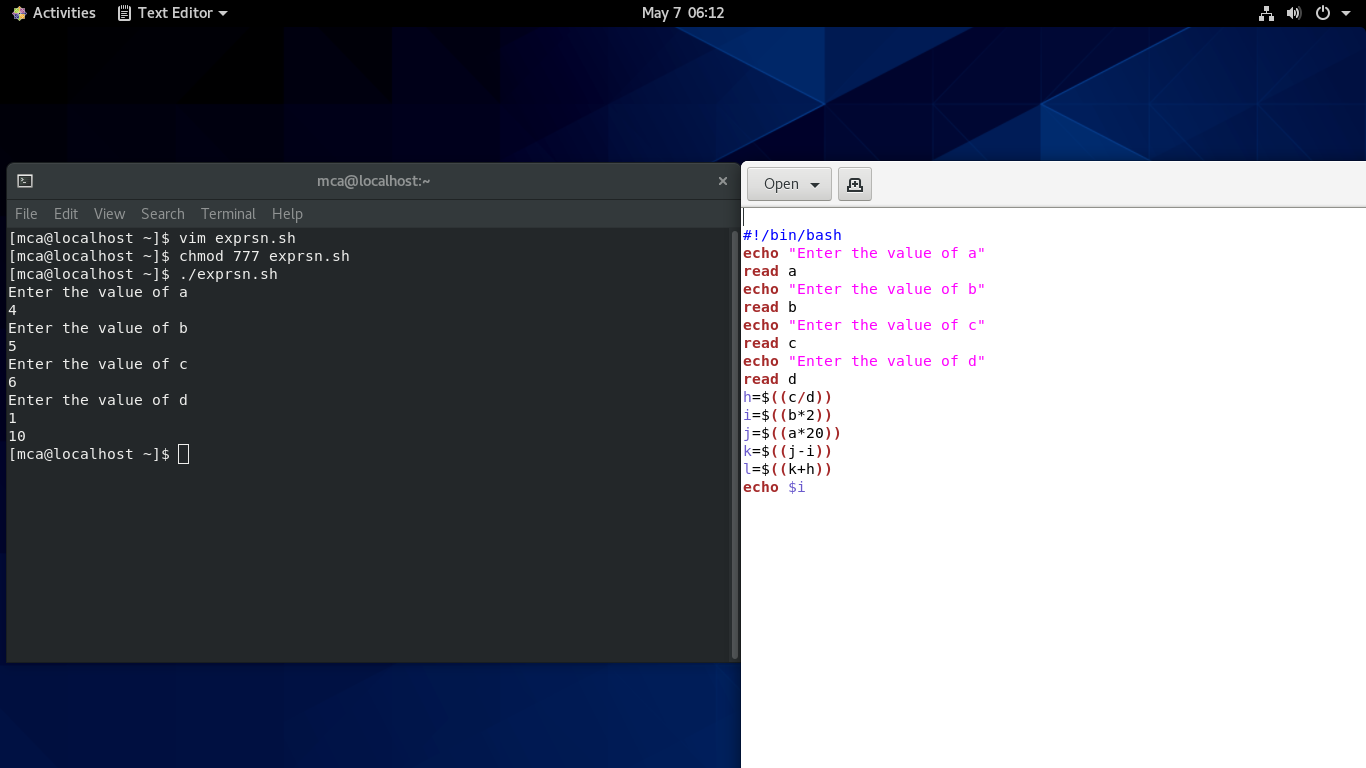 Activities
Text Editor
May 7 06:12
mca@localhost:~
File Edit View Search Terminal Help
[mca@localhost ~]$ vim exprsn.sh
[mca@localhost ~]$ chmod 777 exprsn.sh
[mca@localhost ~]$ ./exprsn.sh
Enter the value of a
4
Enter the value of b
5
Enter the value of c
6
Enter the value of d
1
10
[mca@localhost ~]$
Open
#!/bin/bash
echo "Enter the value of a"
read a
echo "Enter the value of b"
read b
echo "Enter the value of c"
read c
echo "Enter the value of d"
read d
h=$((c/d))
i=$((b*2))
j=$((a*20))
k=$((j-i))
l=$((k+h))
echo $i